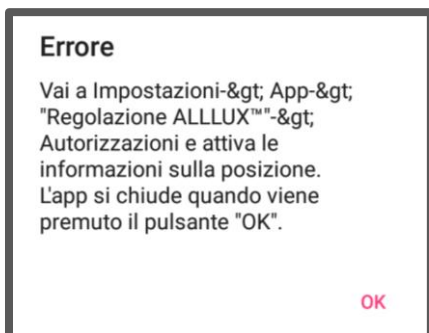 Errore
Vai a Impostazioni-&gt; App-&gt;
"Regolazione ALLLUX™"-&gt;
Autorizzazioni e attiva le
informazioni sulla posizione.
L'app si chiude quando viene
premuto il pulsante "OK".
OK